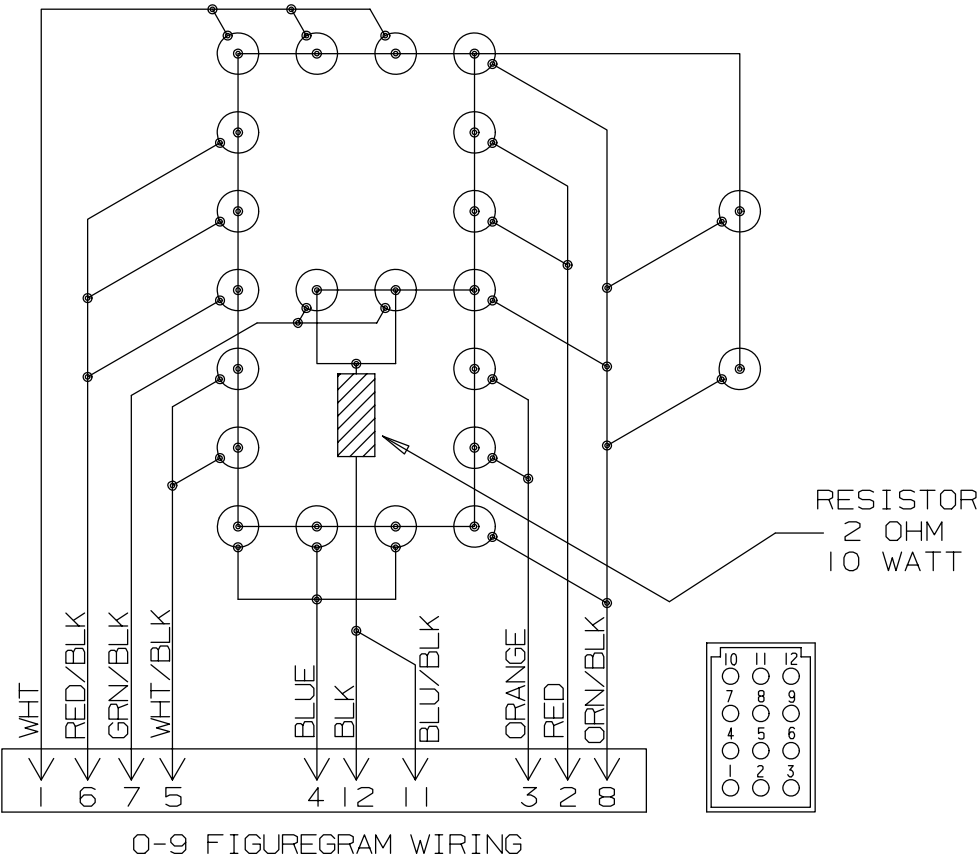 RESISTOR
2 OHM
10 WATT
WHT
RED/BLK
GRN/BLK
WHT/BLK
BLUE
BLK
BLU/BLK
ORANGE
RED
ORN/BLK
1 6 7 5 4 12 11 3 2 8
10 11 12
7 8 9
4 5 6
1 2 3
0-9 FIGUREGRAM WIRING